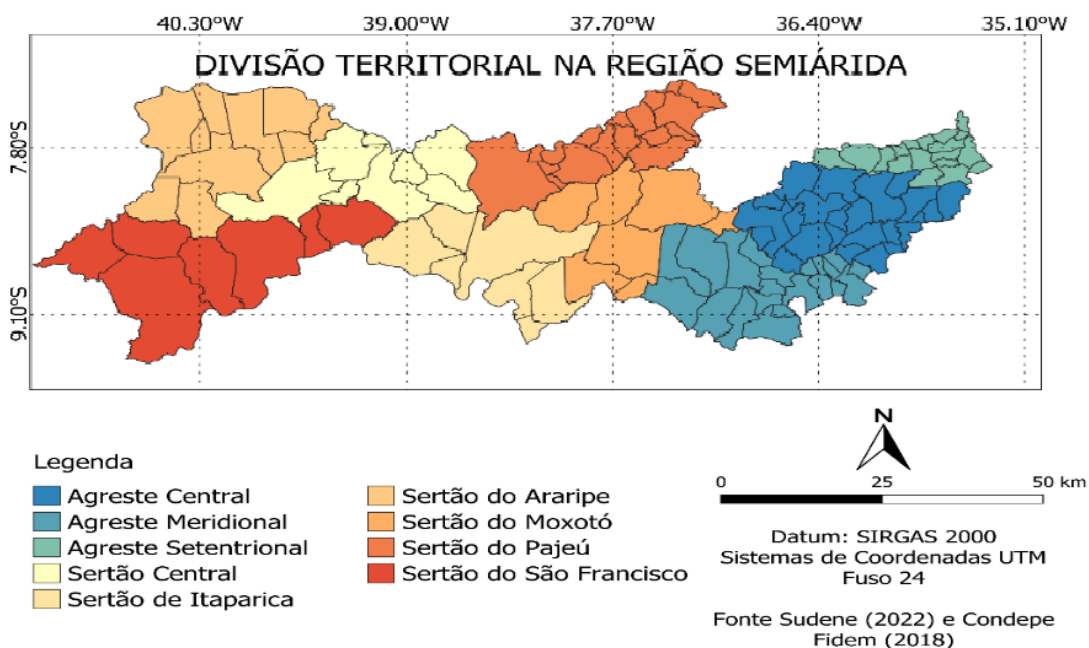 40.30°W 39.00°W 37.70°W 36.40°W 35.10°W
DIVISÃO TERRITORIAL NA REGIÃO SEMIÁRIDA
7.80°S
9.10°S
N
Legenda
Agreste Central
Agreste Meridional
Agreste Setentrional
Sertão Central
Sertão de Itaparica
Sertão do Araripe
Sertão do Moxotó
Sertão do Pajeú
Sertão do São Francisco
0 25 50 km
Datum: SIRGAS 2000
Sistemas de Coordenadas UTM
Fuso 24
Fonte Sudene (2022) e Condepe
Fidem (2018)